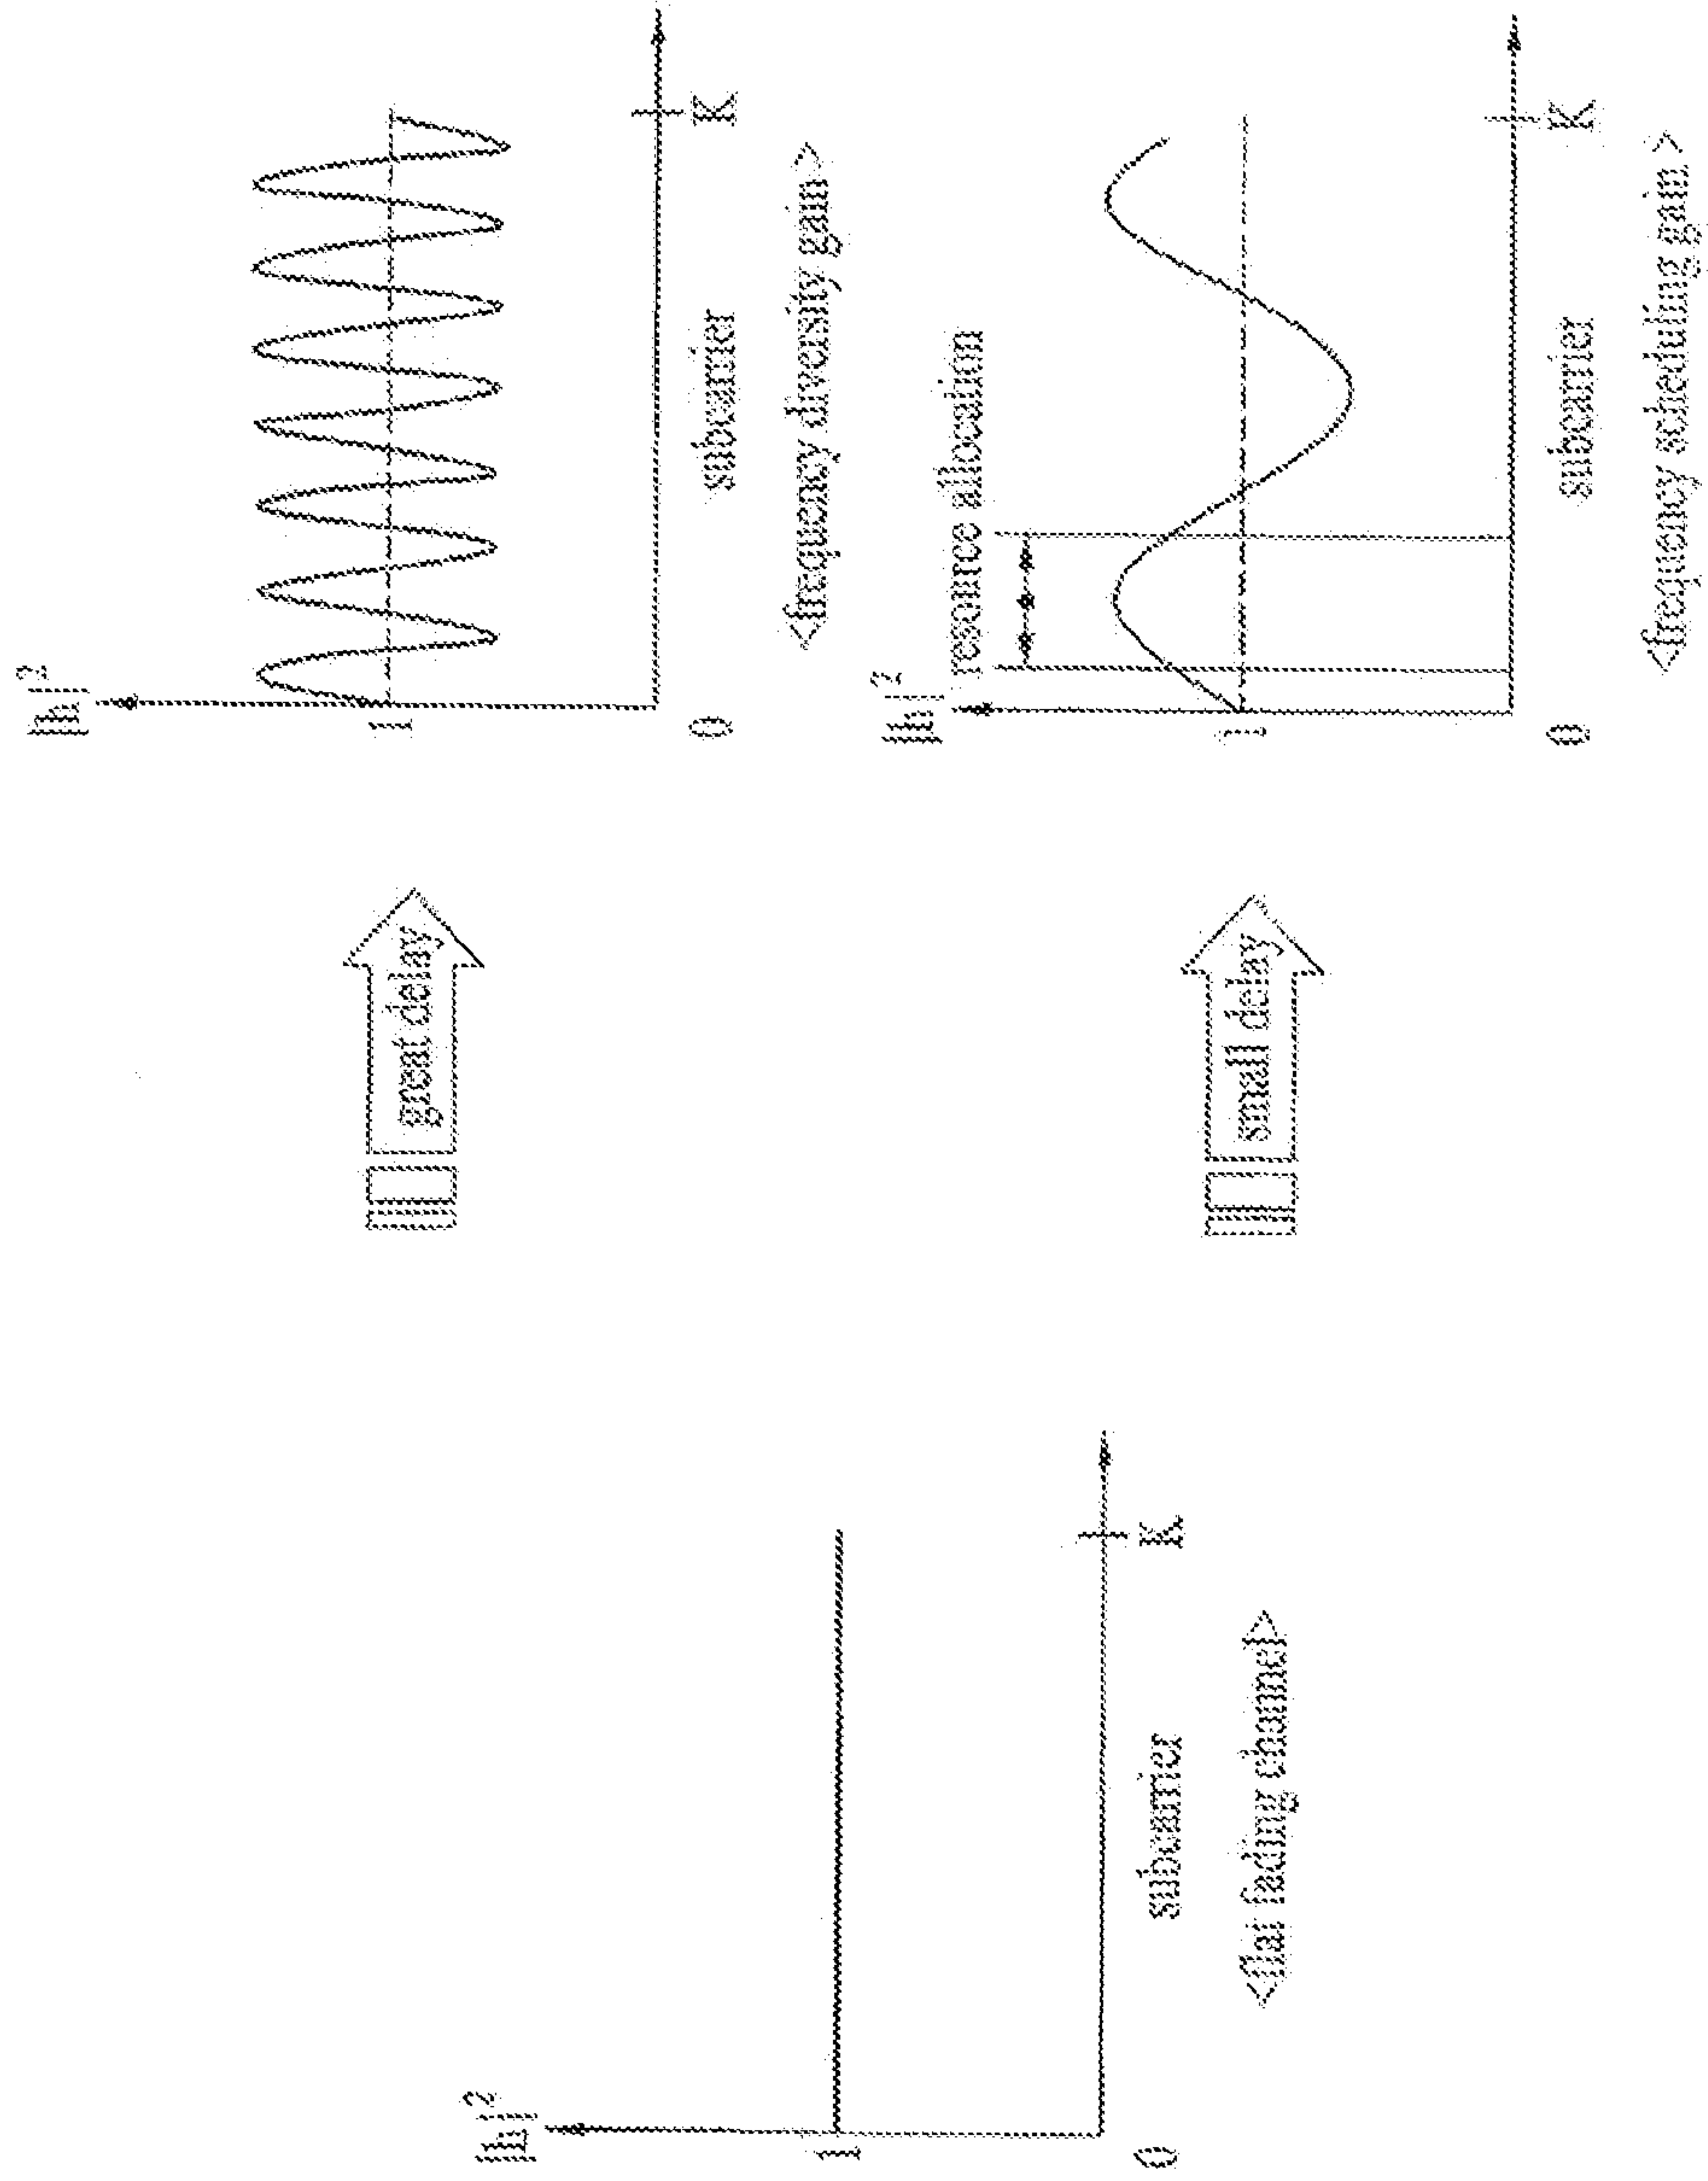 |h|²
1
0
K
subcarrier
<flat fading channel>
great delay
|h|²
1
0
K
subcarrier
<frequency diversity gain>
small delay
|h|²
resource allocation
1
0
K
subcarrier
<frequency scheduling gain>